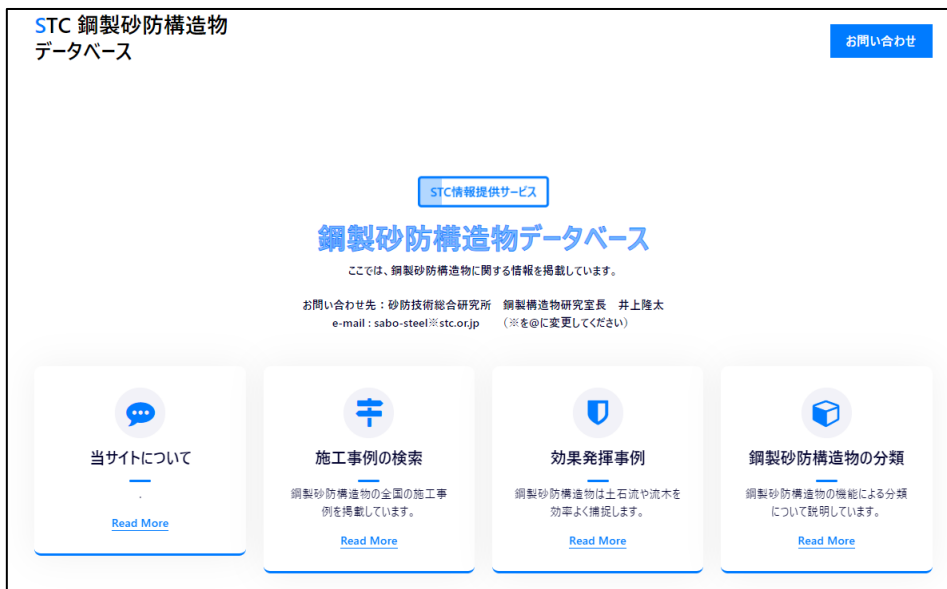 STC 鋼製砂防構造物
データベース
お問い合わせ
STC情報提供サービス
鋼製砂防構造物データベース
ここでは、鋼製砂防構造物に関する情報を掲載しています。
お問い合わせ先：砂防技術総合研究所　鋼製構造物研究室長　井上隆太
e-mail : sabo-steel※stc.or.jp　（※を@に変更してください）
当サイトについて
.
Read More
施工事例の検索
鋼製砂防構造物の全国の施工事
例を掲載しています。
Read More
効果発揮事例
鋼製砂防構造物は土石流や流木を
効率よく捕捉します。
Read More
鋼製砂防構造物の分類
鋼製砂防構造物の機能による分類
について説明しています。
Read More